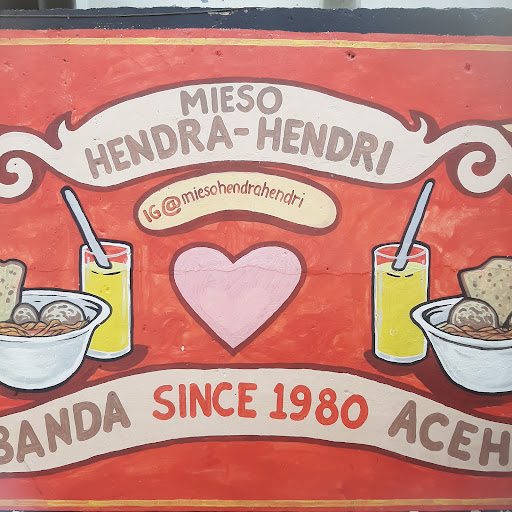 MIESO
HENDRA-HENDRI
IG@miesohendrahendri
BANDA SINCE 1980 ACEH